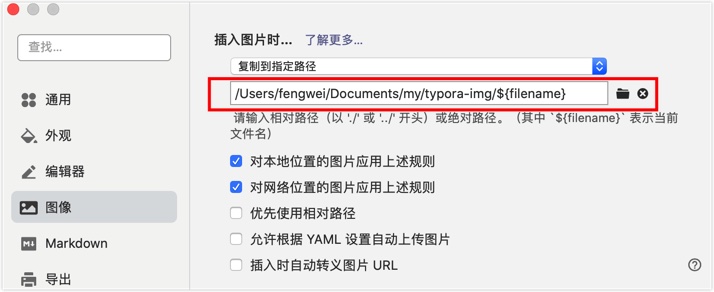 查找...
通用
外观
编辑器
图像
Markdown
导出
插入图片时... 了解更多...
复制到指定路径
/Users/fengwei/Documents/my/typora-img/${filename}
请输入相对路径（以 './' 或 '../' 开头）或绝对路径。（其中 `${filename}` 表示当前
文件名）
对本地位置的图片应用上述规则
对网络位置的图片应用上述规则
优先使用相对路径
允许根据 YAML 设置自动上传图片
插入时自动转义图片 URL